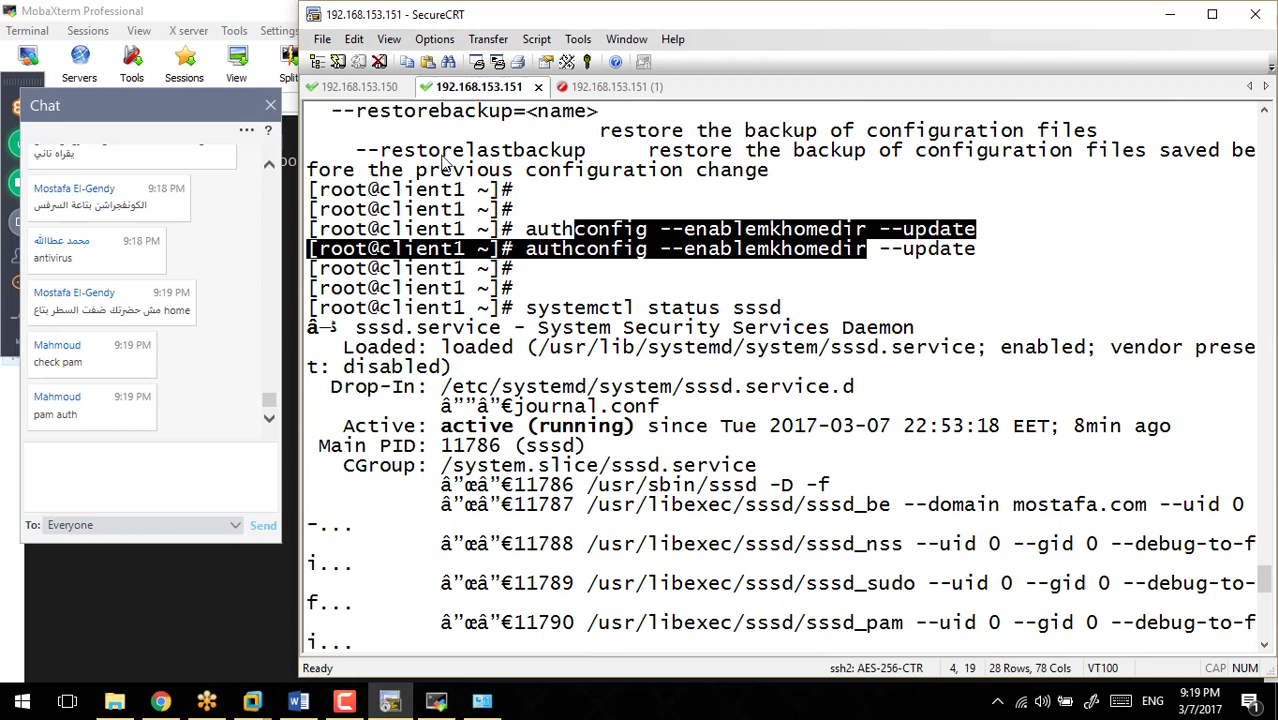 MobaXterm Professional
Terminal Sessions View X server Tools Settings
Servers Tools Sessions View Split
Chat
يقراه تاني
Mostafa El-Gendy 9:18 PM
الكونفجراشن بتاعة السرفس
محمد عطاالله 9:18 PM
antivirus
Mostafa El-Gendy 9:19 PM
مش حضرتك ضفت السطر بتاع home
Mahmoud 9:19 PM
check pam
Mahmoud 9:19 PM
pam auth
To: Everyone Send
192.168.153.151 - SecureCRT
File Edit View Options Transfer Script Tools Window Help
192.168.153.150 192.168.153.151 192.168.153.151 (1)
--restorebackup=<name>
restore the backup of configuration files
--restorelastbackup restore the backup of configuration files saved be
fore the previous configuration change
[root@client1 ~]#
[root@client1 ~]#
[root@client1 ~]# authconfig --enablemkhomedir --update
[root@client1 ~]# authconfig --enablemkhomedir --update
[root@client1 ~]#
[root@client1 ~]#
[root@client1 ~]# systemctl status sssd
sssd.service - System Security Services Daemon
Loaded: loaded (/usr/lib/systemd/system/sssd.service; enabled; vendor prese
t: disabled)
Drop-In: /etc/systemd/system/sssd.service.d
â””â”€journal.conf
Active: active (running) since Tue 2017-03-07 22:53:18 EET; 8min ago
Main PID: 11786 (sssd)
CGroup: /system.slice/sssd.service
â”œâ”€11786 /usr/sbin/sssd -D -f
â”œâ”€11787 /usr/libexec/sssd/sssd_be --domain mostafa.com --uid 0
-...
â”œâ”€11788 /usr/libexec/sssd/sssd_nss --uid 0 --gid 0 --debug-to-f
i...
â”œâ”€11789 /usr/libexec/sssd/sssd_sudo --uid 0 --gid 0 --debug-to-
f...
â”œâ”€11790 /usr/libexec/sssd/sssd_pam --uid 0 --gid 0 --debug-to-f
i...
Ready ssh2: AES-256-CTR 4, 19 28 Rows, 78 Cols VT100 CAP NUM
ENG 9:19 PM
3/7/2017